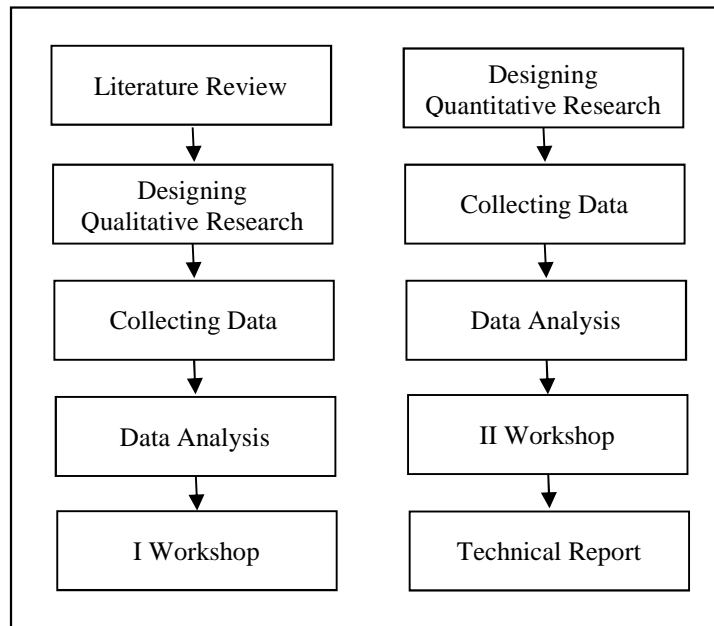 Literature Review
Designing
Qualitative Research
Collecting Data
Data Analysis
I Workshop
Designing
Quantitative Research
Collecting Data
Data Analysis
II Workshop
Technical Report